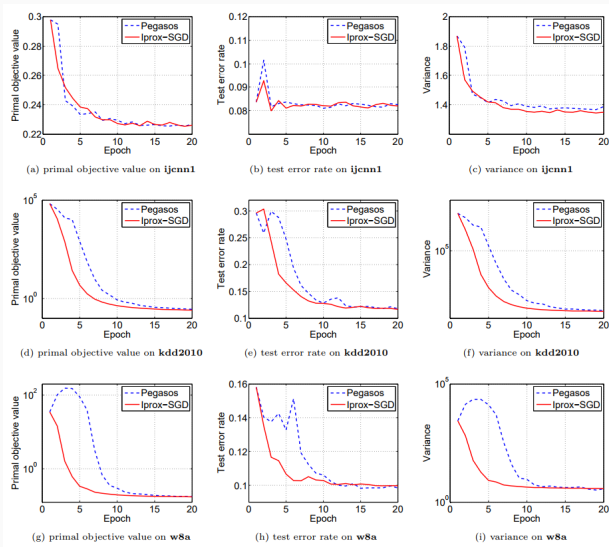 Primal objective value
0.3
0.28
0.26
0.24
0.22
0 5 10 15 20
Epoch
Pegasos
Iprox-SGD
(a) primal objective value on ijcnn1
Test error rate
0.12
0.11
0.1
0.09
0.08
0 5 10 15 20
Epoch
Pegasos
Iprox-SGD
(b) test error rate on ijcnn1
Variance
2
1.8
1.6
1.4
0 5 10 15 20
Epoch
Pegasos
Iprox-SGD
(c) variance on ijcnn1
Primal objective value
10^5
10^0
0 5 10 15 20
Epoch
Pegasos
Iprox-SGD
(d) primal objective value on kdd2010
Test error rate
0.3
0.25
0.2
0.15
0.1
0 5 10 15 20
Epoch
Pegasos
Iprox-SGD
(e) test error rate on kdd2010
Variance
10^5
0 5 10 15 20
Epoch
Pegasos
Iprox-SGD
(f) variance on kdd2010
Primal objective value
10^2
10^0
0 5 10 15 20
Epoch
Pegasos
Iprox-SGD
(g) primal objective value on w8a
Test error rate
0.16
0.14
0.12
0.1
0 5 10 15 20
Epoch
Pegasos
Iprox-SGD
(h) test error rate on w8a
Variance
10^5
10^0
0 5 10 15 20
Epoch
Pegasos
Iprox-SGD
(i) variance on w8a